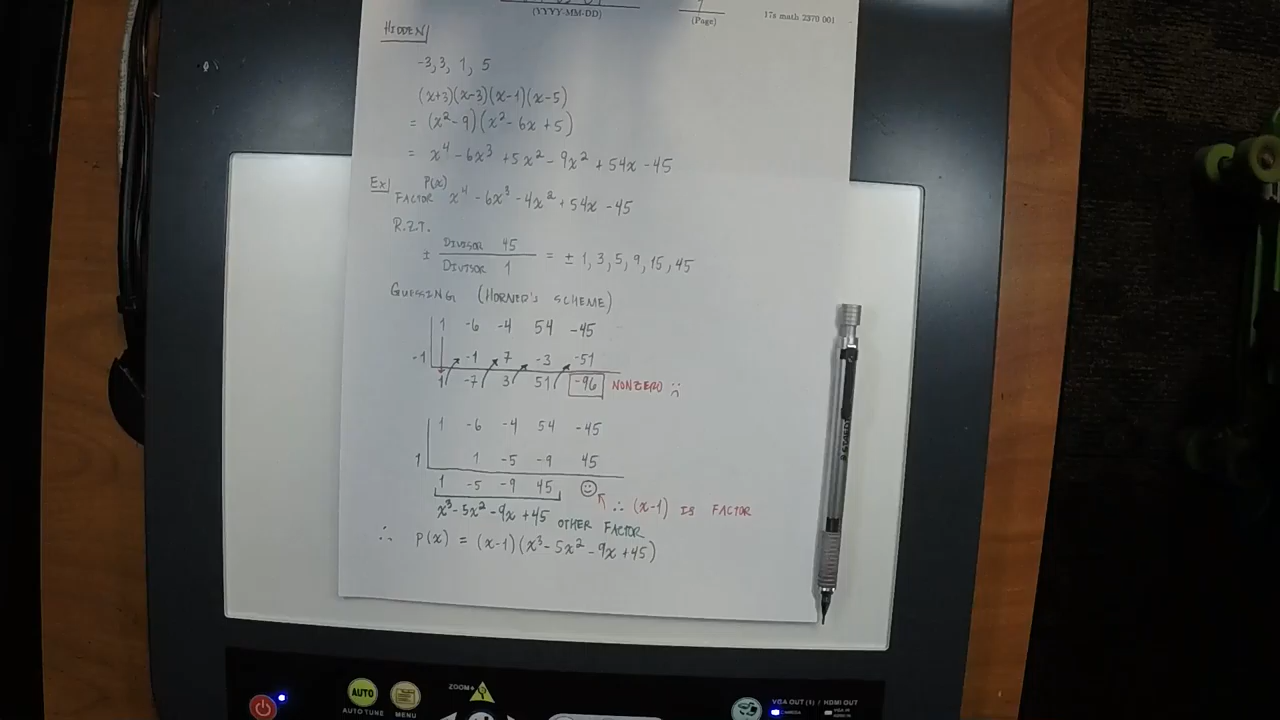 (YYYY-MM-DD)
(Page)
17s math 2370 001
HIDDEN
-3, 3, 1, 5
(x+3)(x-3)(x-1)(x-5)
= (x²-9)(x²-6x+5)
= x⁴-6x³+5x²-9x²+54x-45
Ex P(x)
FACTOR x⁴-6x³-4x²+54x-45
R.Z.T.
± DIVISOR 45 / DIVISOR 1 = ± 1, 3, 5, 9, 15, 45
GUESSING (HORNER'S SCHEME)
1 -6 -4 54 -45
-1 -1 7 -3 -51
1 -7 3 51 -96 NONZERO :(
1 -6 -4 54 -45
1 1 -5 -9 45
1 -5 -9 45 ☺
∴ (x-1) IS FACTOR
x³-5x²-9x+45 OTHER FACTOR
∴ P(x) = (x-1)(x³-5x²-9x+45)
AUTO
AUTO TUNE
MENU
ZOOM+
VGA OUT (1) / HDMI OUT